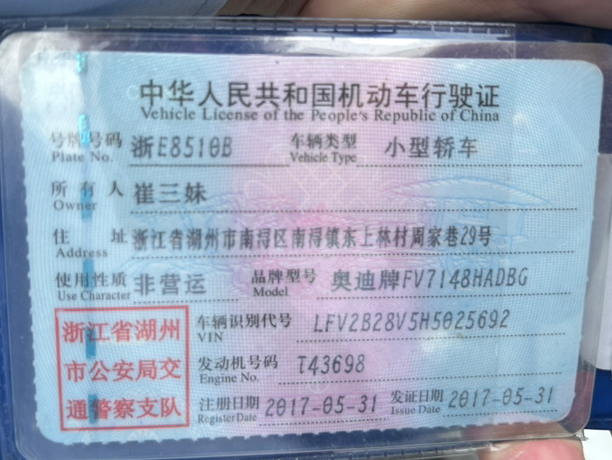 中华人民共和国机动车行驶证
Vehicle License of the People's Republic of China
号牌号码 浙E8510B 车辆类型 小型轿车
Plate No. Vehicle Type
所有人 崔三妹
Owner
住址 浙江省湖州市南浔区南浔镇东上林村周家巷29号
Address
使用性质 非营运 品牌型号 奥迪牌FV7148HADBG
Use Character Model
浙江省湖州
市公安局交
通警察支队
车辆识别代号 LFV2B28V5H5025692
VIN
发动机号码 T43698
Engine No.
注册日期 2017-05-31 发证日期 2017-05-31
Register Date Issue Date